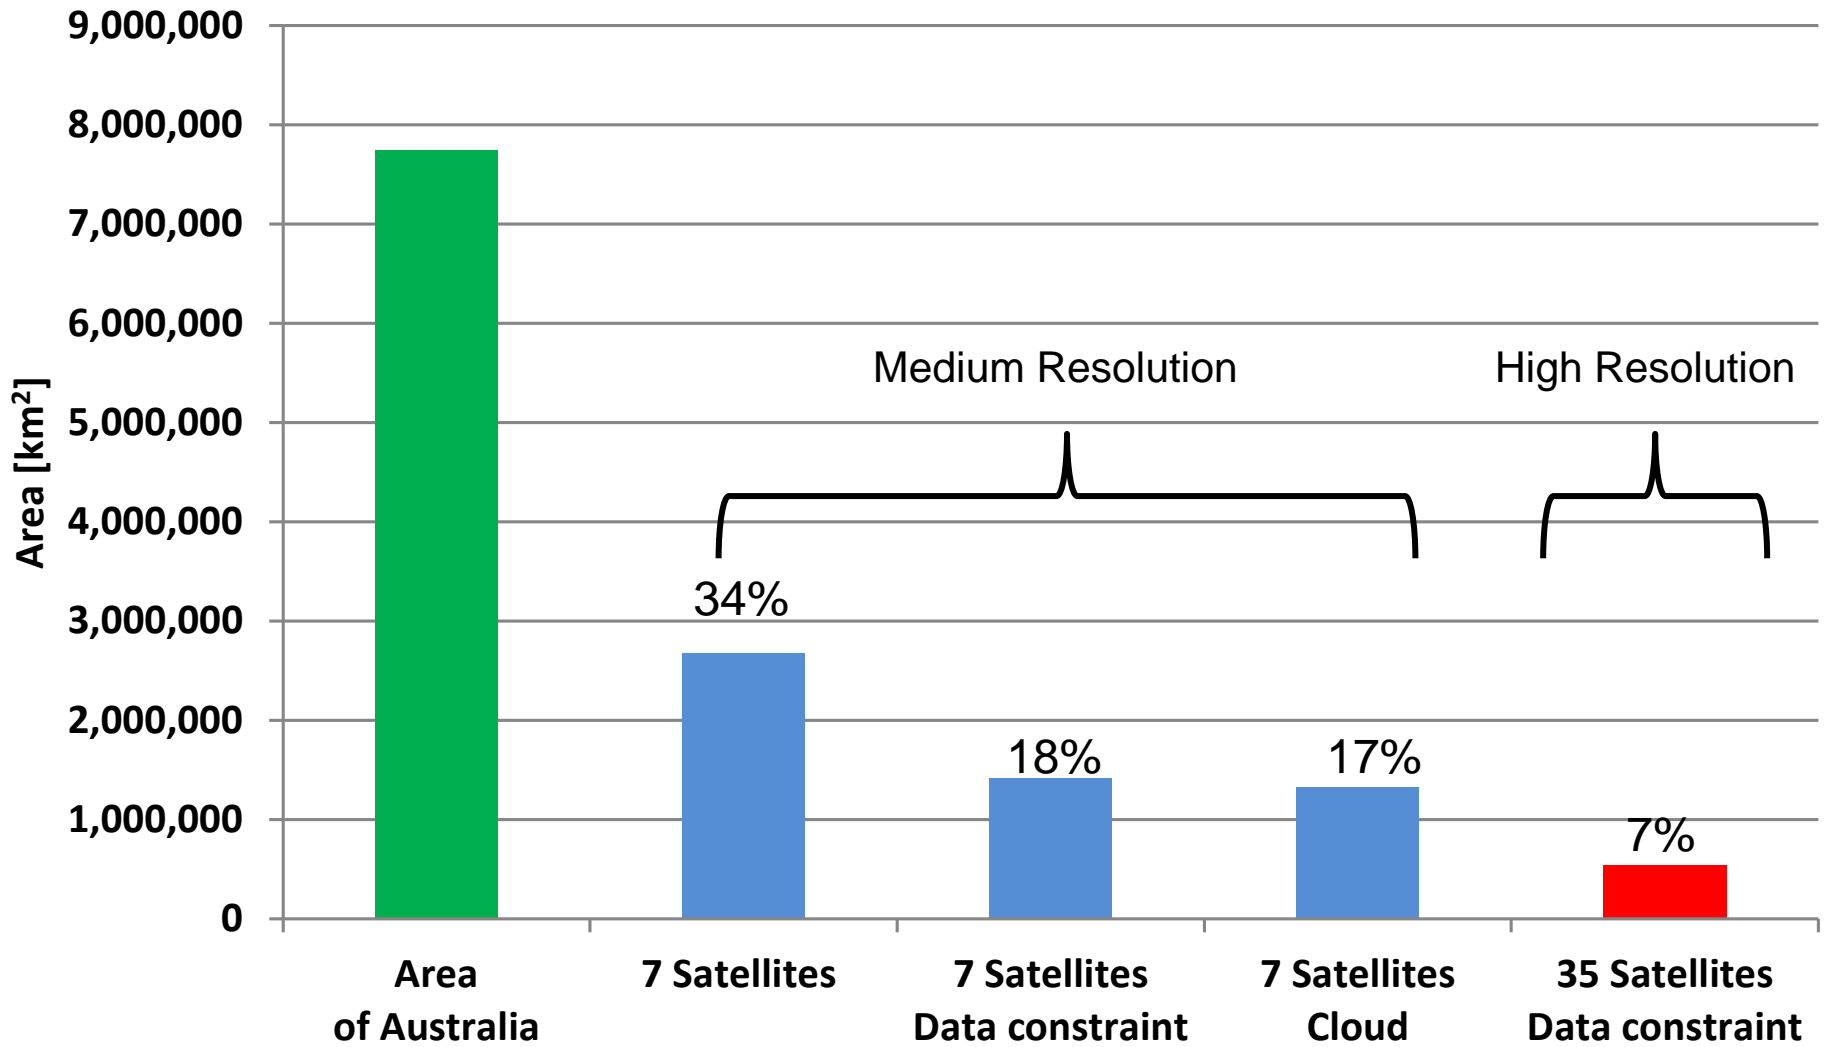 9,000,000
8,000,000
7,000,000
6,000,000
5,000,000
4,000,000
3,000,000
2,000,000
1,000,000
0
Area [km²]
Medium Resolution
High Resolution
34%
18%
17%
7%
Area
of Australia
7 Satellites
7 Satellites
Data constraint
7 Satellites
Cloud
35 Satellites
Data constraint